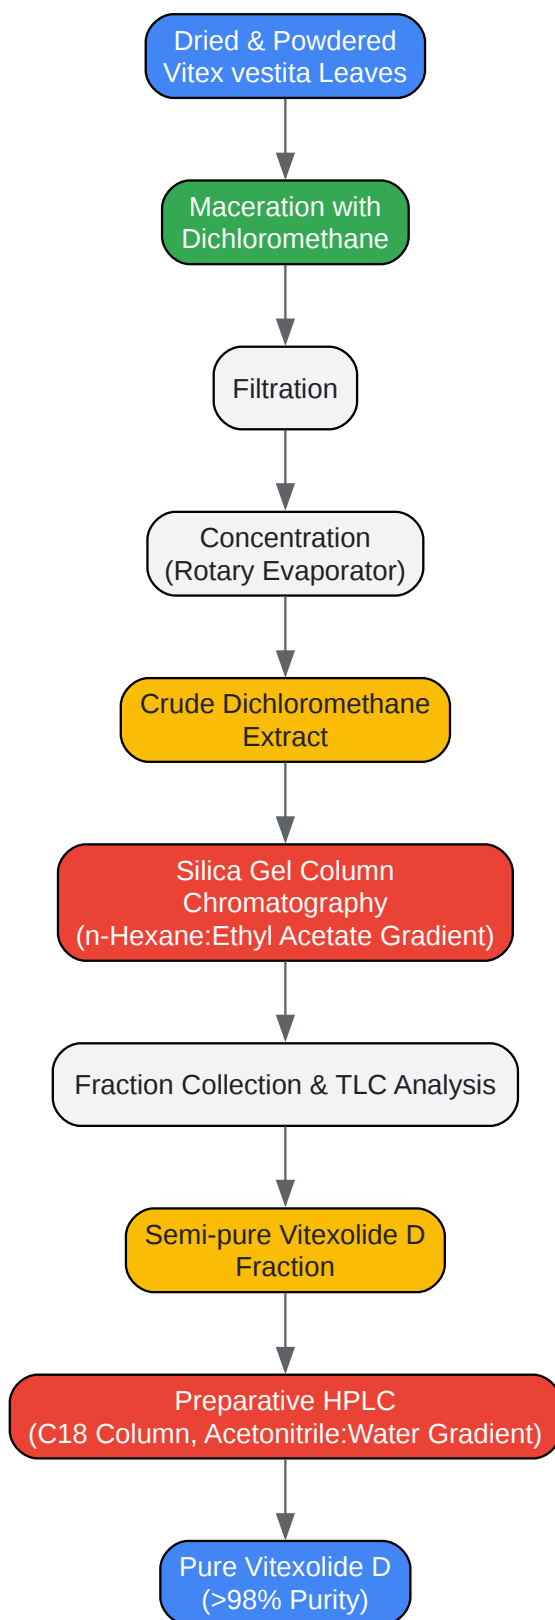 Dried & Powdered
Vitex vestita Leaves
Maceration with
Dichloromethane
Filtration
Concentration
(Rotary Evaporator)
Crude Dichloromethane
Extract
Silica Gel Column
Chromatography
(n-Hexane:Ethyl Acetate Gradient)
Fraction Collection & TLC Analysis
Semi-pure Vitexolide D
Fraction
Preparative HPLC
(C18 Column, Acetonitrile:Water Gradient)
Pure Vitexolide D
(>98% Purity)